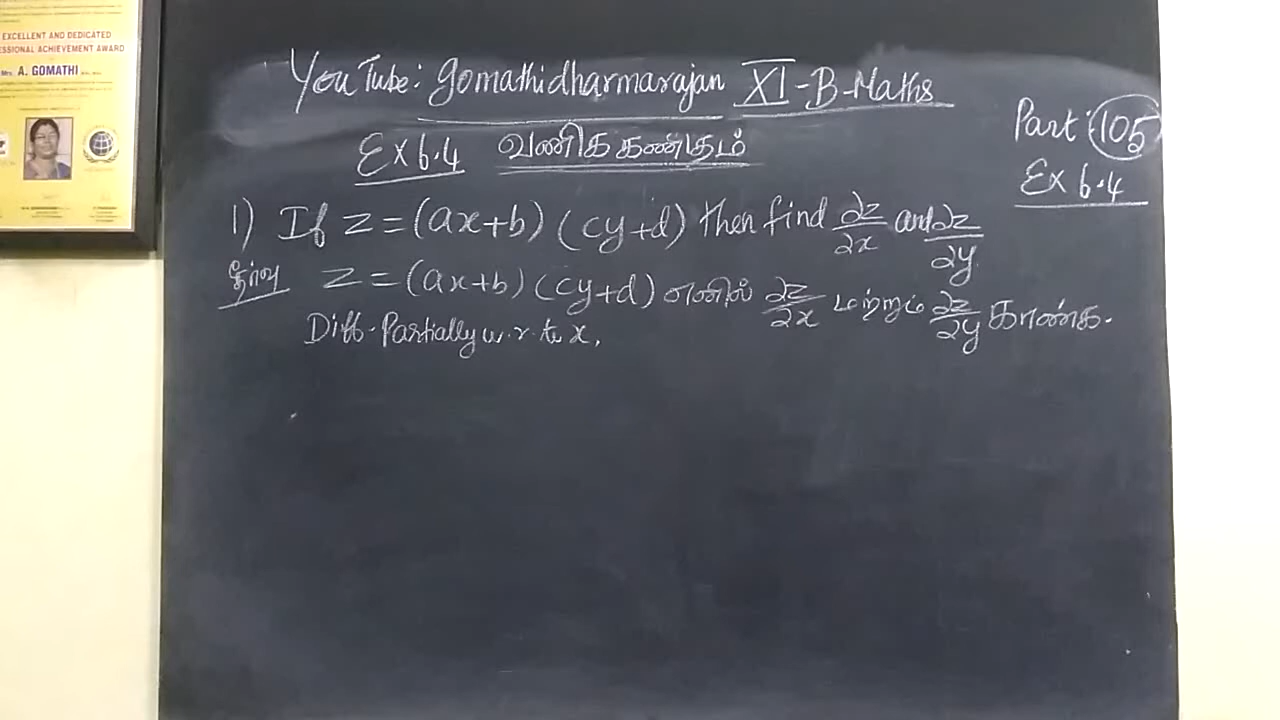 EXCELLENT AND DEDICATED
ESSIONAL ACHIEVEMENT AWARD
Mrs. A. GOMATHI
YouTube: gomathidharmarajan XI-B-Maths
Part: 105
Ex 6.4 வணிக கணிதம்
Ex 6.4
1) If z = (ax+b) (cy+d) then find ∂z/∂x and ∂z/∂y.
தீர்வு z = (ax+b) (cy+d) எனில் ∂z/∂x மற்றும் ∂z/∂y காண்க.
Diff. Partially w.r.to x,